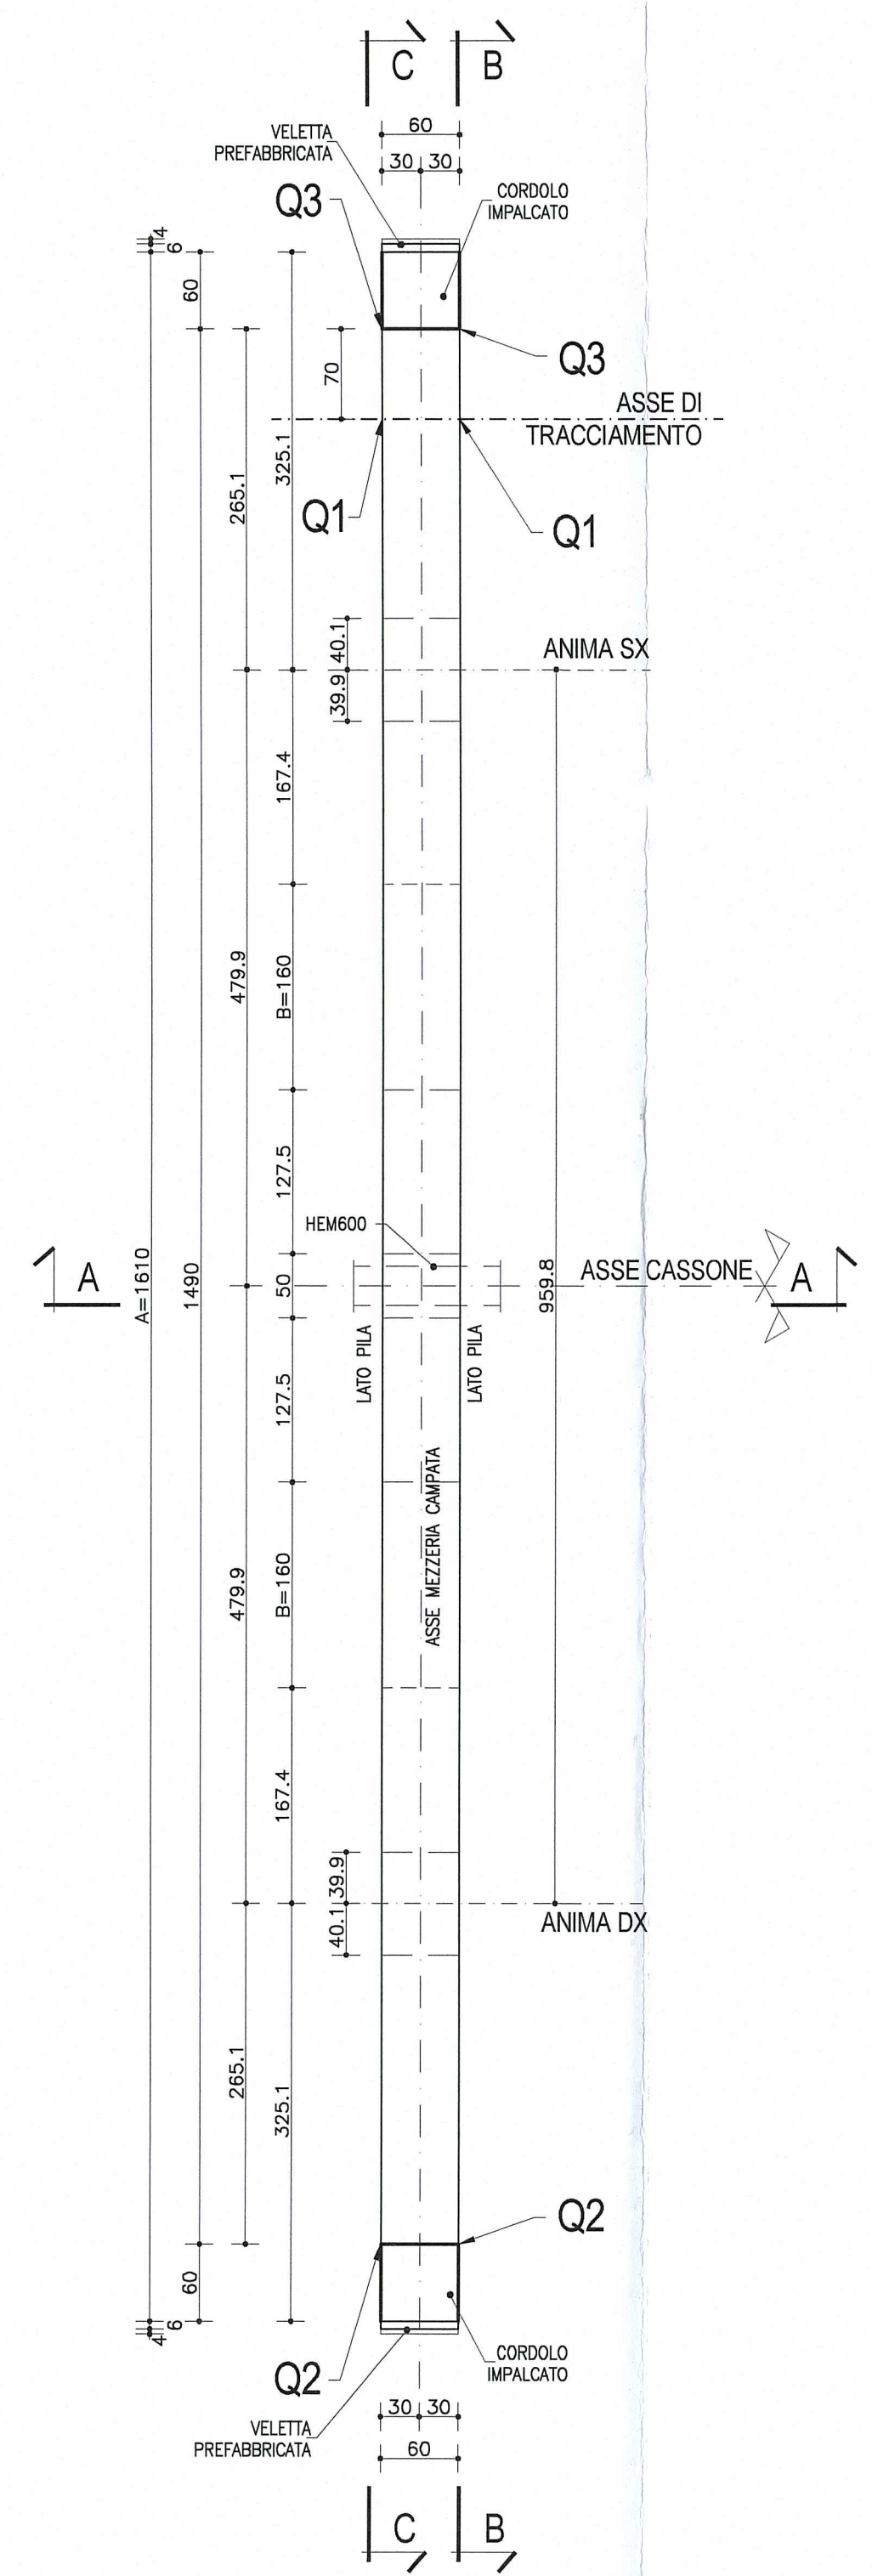 C
B
60
VELETTA
PREFABBRICATA
30
30
Q3
CORDOLO
IMPALCATO
4
6
60
Q3
70
ASSE DI
TRACCIAMENTO
325.1
265.1
Q1
Q1
40.1
ANIMA SX
39.9
167.4
479.9
B=160
127.5
HEM600
A
A=1610
1490
50
959.8
ASSE CASSONE
A
LATO PILA
LATO PILA
127.5
ASSE MEZZERIA CAMPATA
479.9
B=160
167.4
39.9
40.1
ANIMA DX
265.1
325.1
Q2
60
6
4
CORDOLO
IMPALCATO
Q2
30
30
VELETTA
PREFABBRICATA
60
C
B